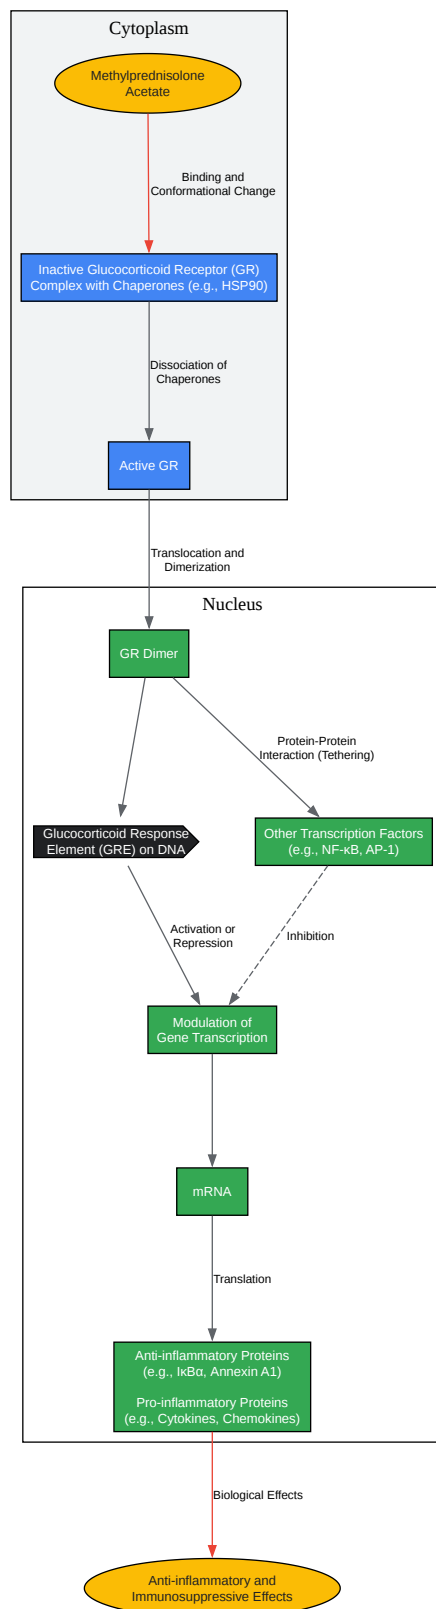 Cytoplasm
Methylprednisolone
Acetate
Binding and
Conformational Change
Inactive Glucocorticoid Receptor (GR)
Complex with Chaperones (e.g., HSP90)
Dissociation of
Chaperones
Active GR
Translocation and
Dimerization
Nucleus
GR Dimer
Protein-Protein
Interaction (Tethering)
Glucocorticoid Response
Element (GRE) on DNA
Other Transcription Factors
(e.g., NF-κB, AP-1)
Activation or
Repression
Inhibition
Modulation of
Gene Transcription
mRNA
Translation
Anti-inflammatory Proteins
(e.g., IκBα, Annexin A1)
Pro-inflammatory Proteins
(e.g., Cytokines, Chemokines)
Biological Effects
Anti-inflammatory and
Immunosuppressive Effects